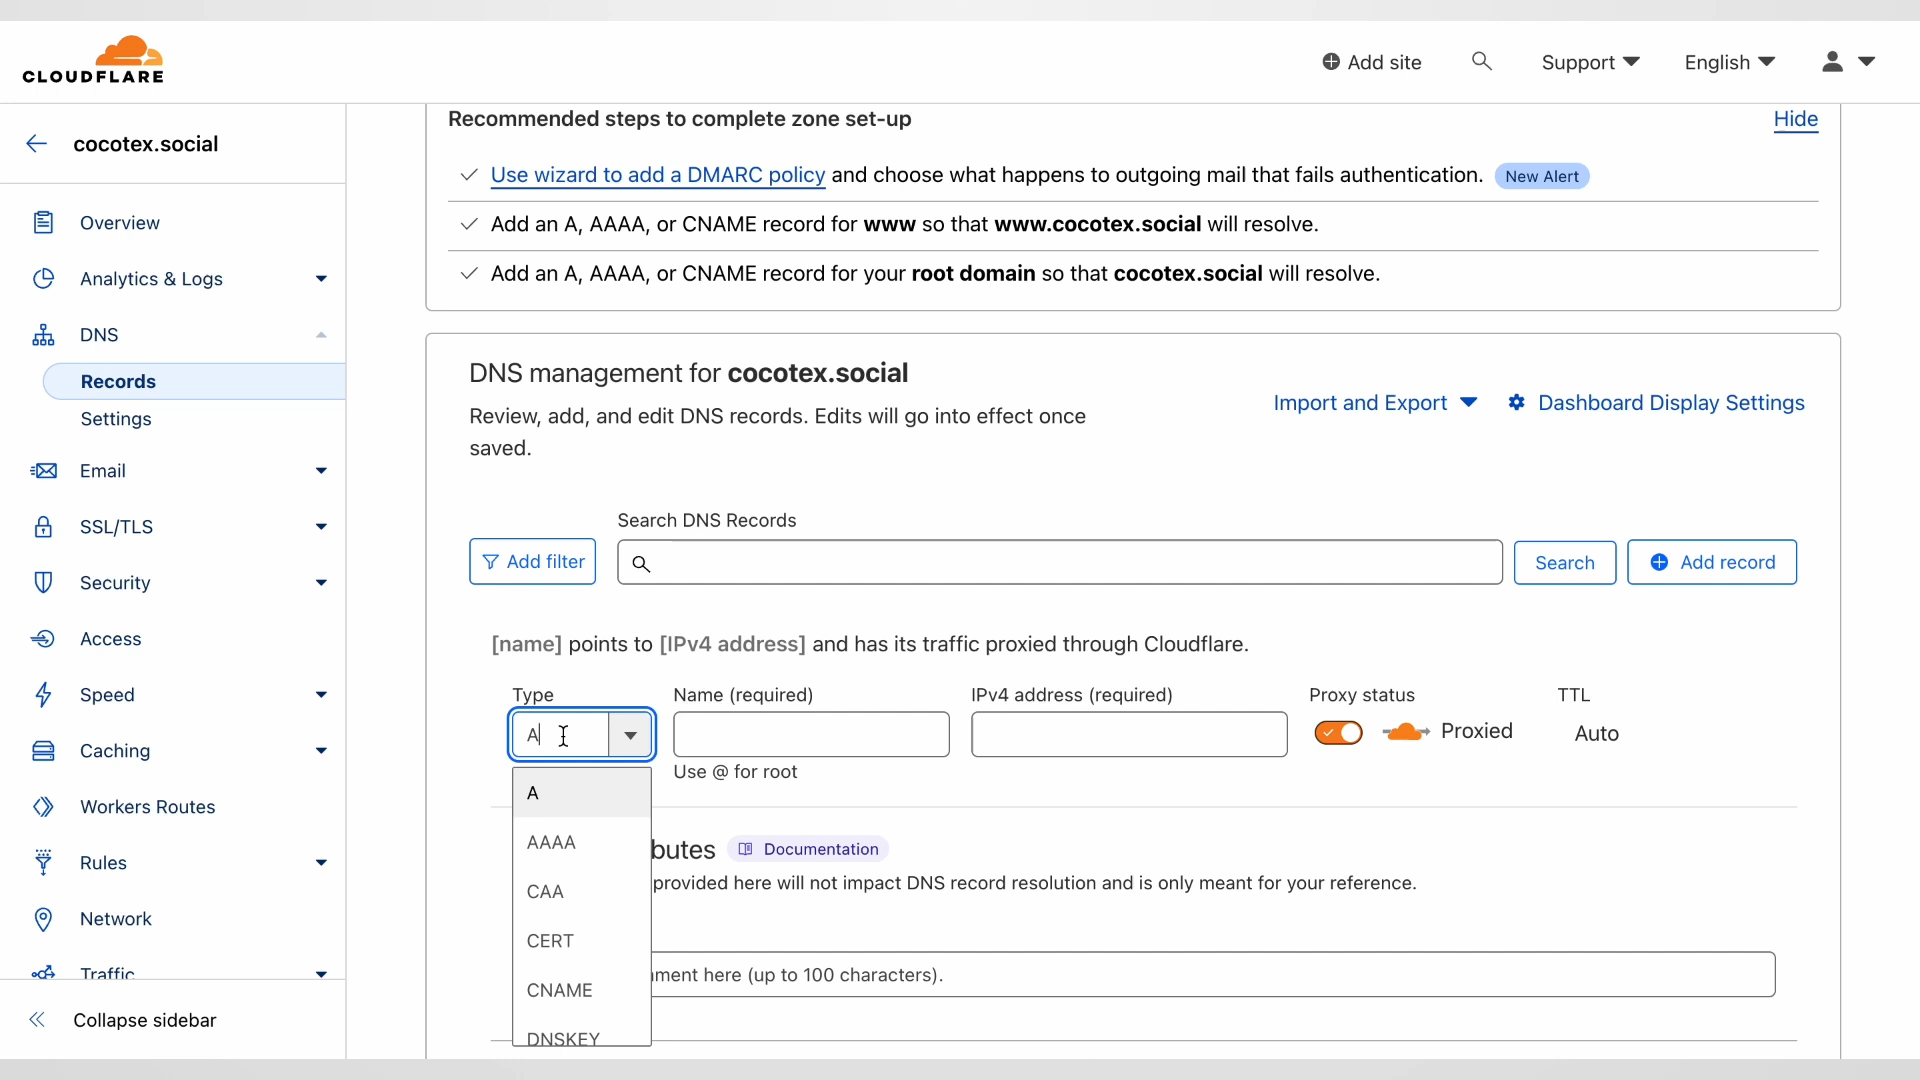 CLOUDFLARE
Add site
Support
English
cocotex.social
Overview
Analytics & Logs
DNS
Records
Settings
Email
SSL/TLS
Security
Access
Speed
Caching
Workers Routes
Rules
Network
Traffic
Collapse sidebar
Recommended steps to complete zone set-up
Hide
Use wizard to add a DMARC policy and choose what happens to outgoing mail that fails authentication. New Alert
Add an A, AAAA, or CNAME record for www so that www.cocotex.social will resolve.
Add an A, AAAA, or CNAME record for your root domain so that cocotex.social will resolve.
DNS management for cocotex.social
Review, add, and edit DNS records. Edits will go into effect once
saved.
Import and Export
Dashboard Display Settings
Search DNS Records
Add filter
Search
Add record
[name] points to [IPv4 address] and has its traffic proxied through Cloudflare.
Type
Name (required)
IPv4 address (required)
Proxy status
TTL
A
Proxied
Auto
Use @ for root
A
AAAA
CAA
CERT
CNAME
DNSKEY
butes
Documentation
provided here will not impact DNS record resolution and is only meant for your reference.
ment here (up to 100 characters).